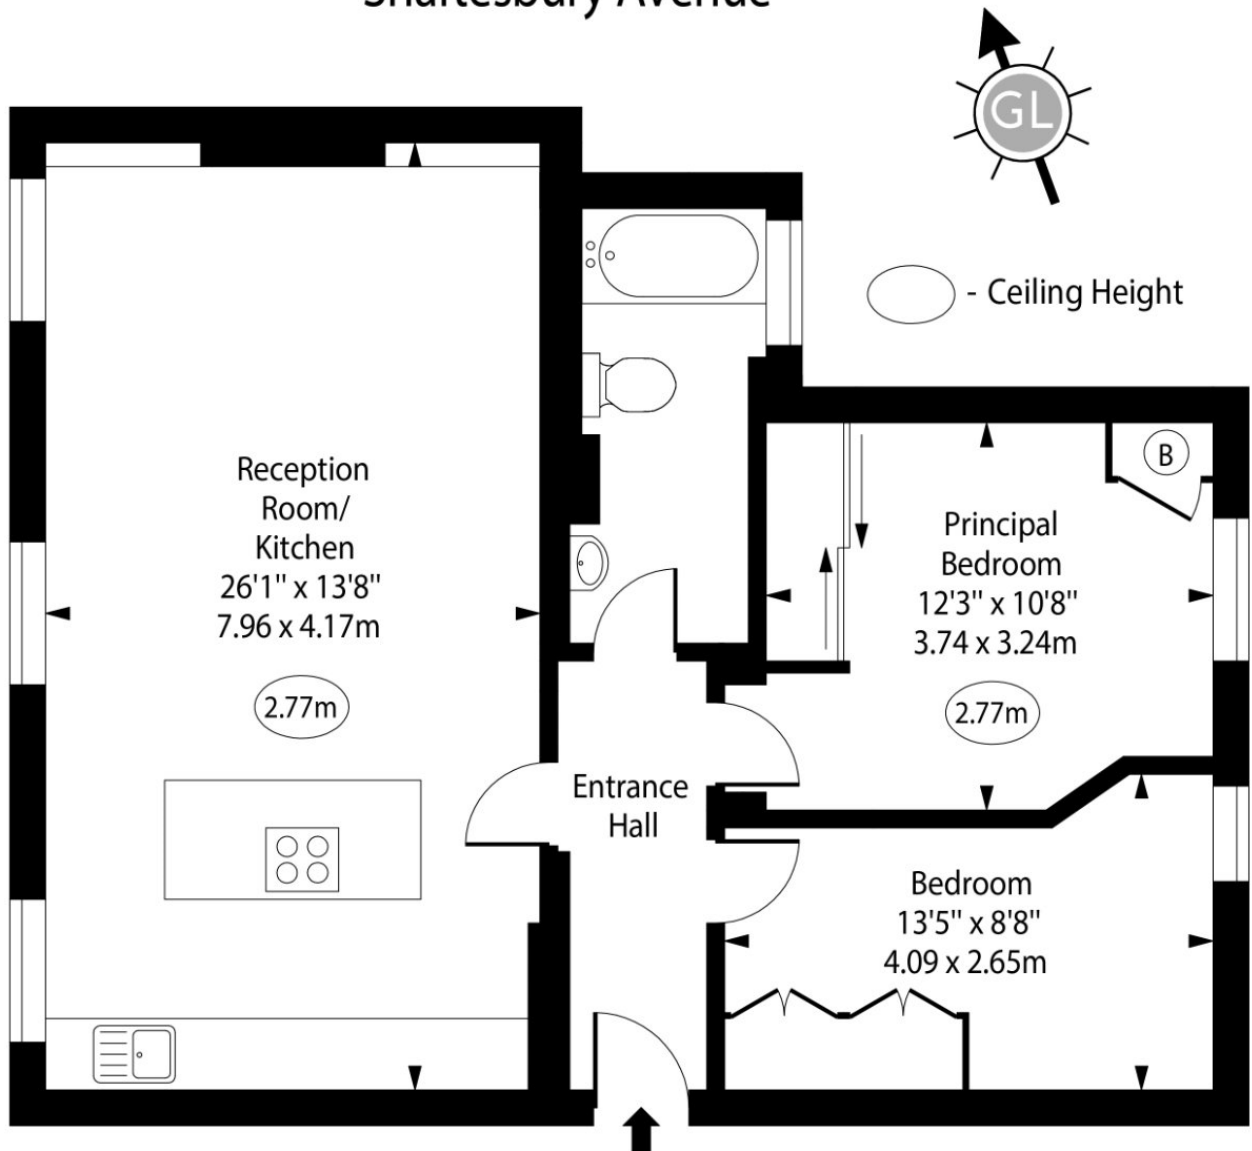 Shaftesbury Avenue
GL
- Ceiling Height
Reception
Room/
Kitchen
26'1" x 13'8"
7.96 x 4.17m
2.77m
B
Principal
Bedroom
12'3" x 10'8"
3.74 x 3.24m
2.77m
Entrance
Hall
Bedroom
13'5" x 8'8"
4.09 x 2.65m